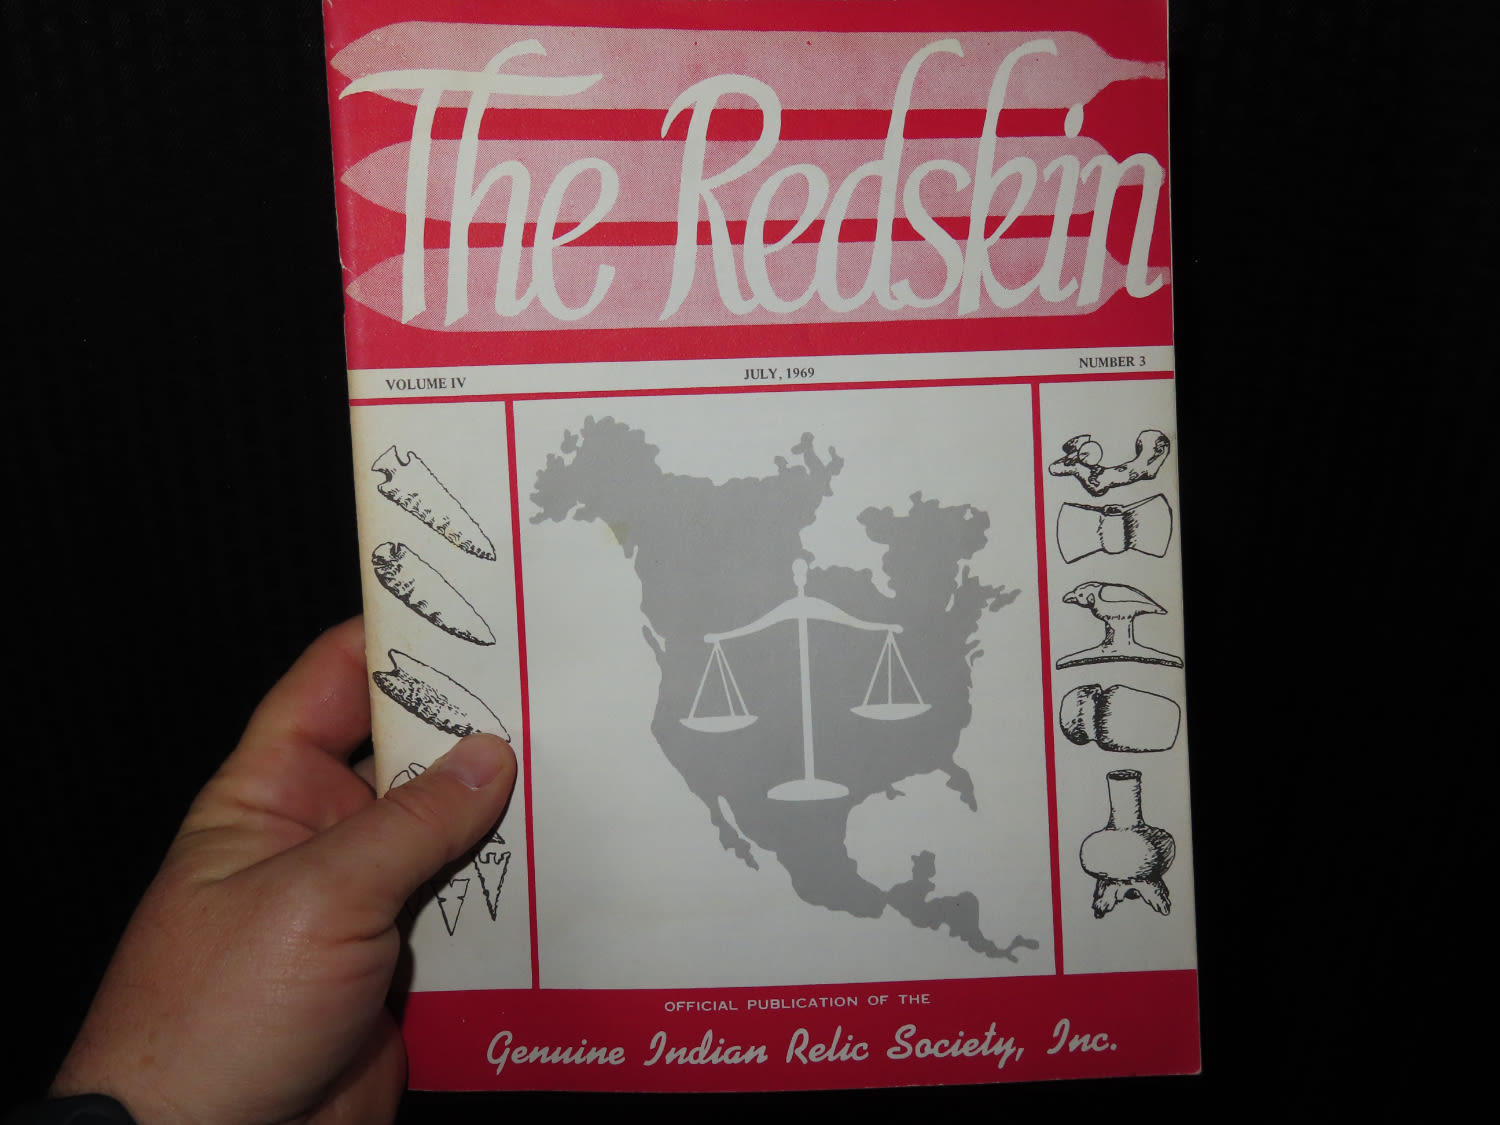 The Redskin
VOLUME IV JULY, 1969 NUMBER 3
OFFICIAL PUBLICATION OF THE
Genuine Indian Relic Society, Inc.